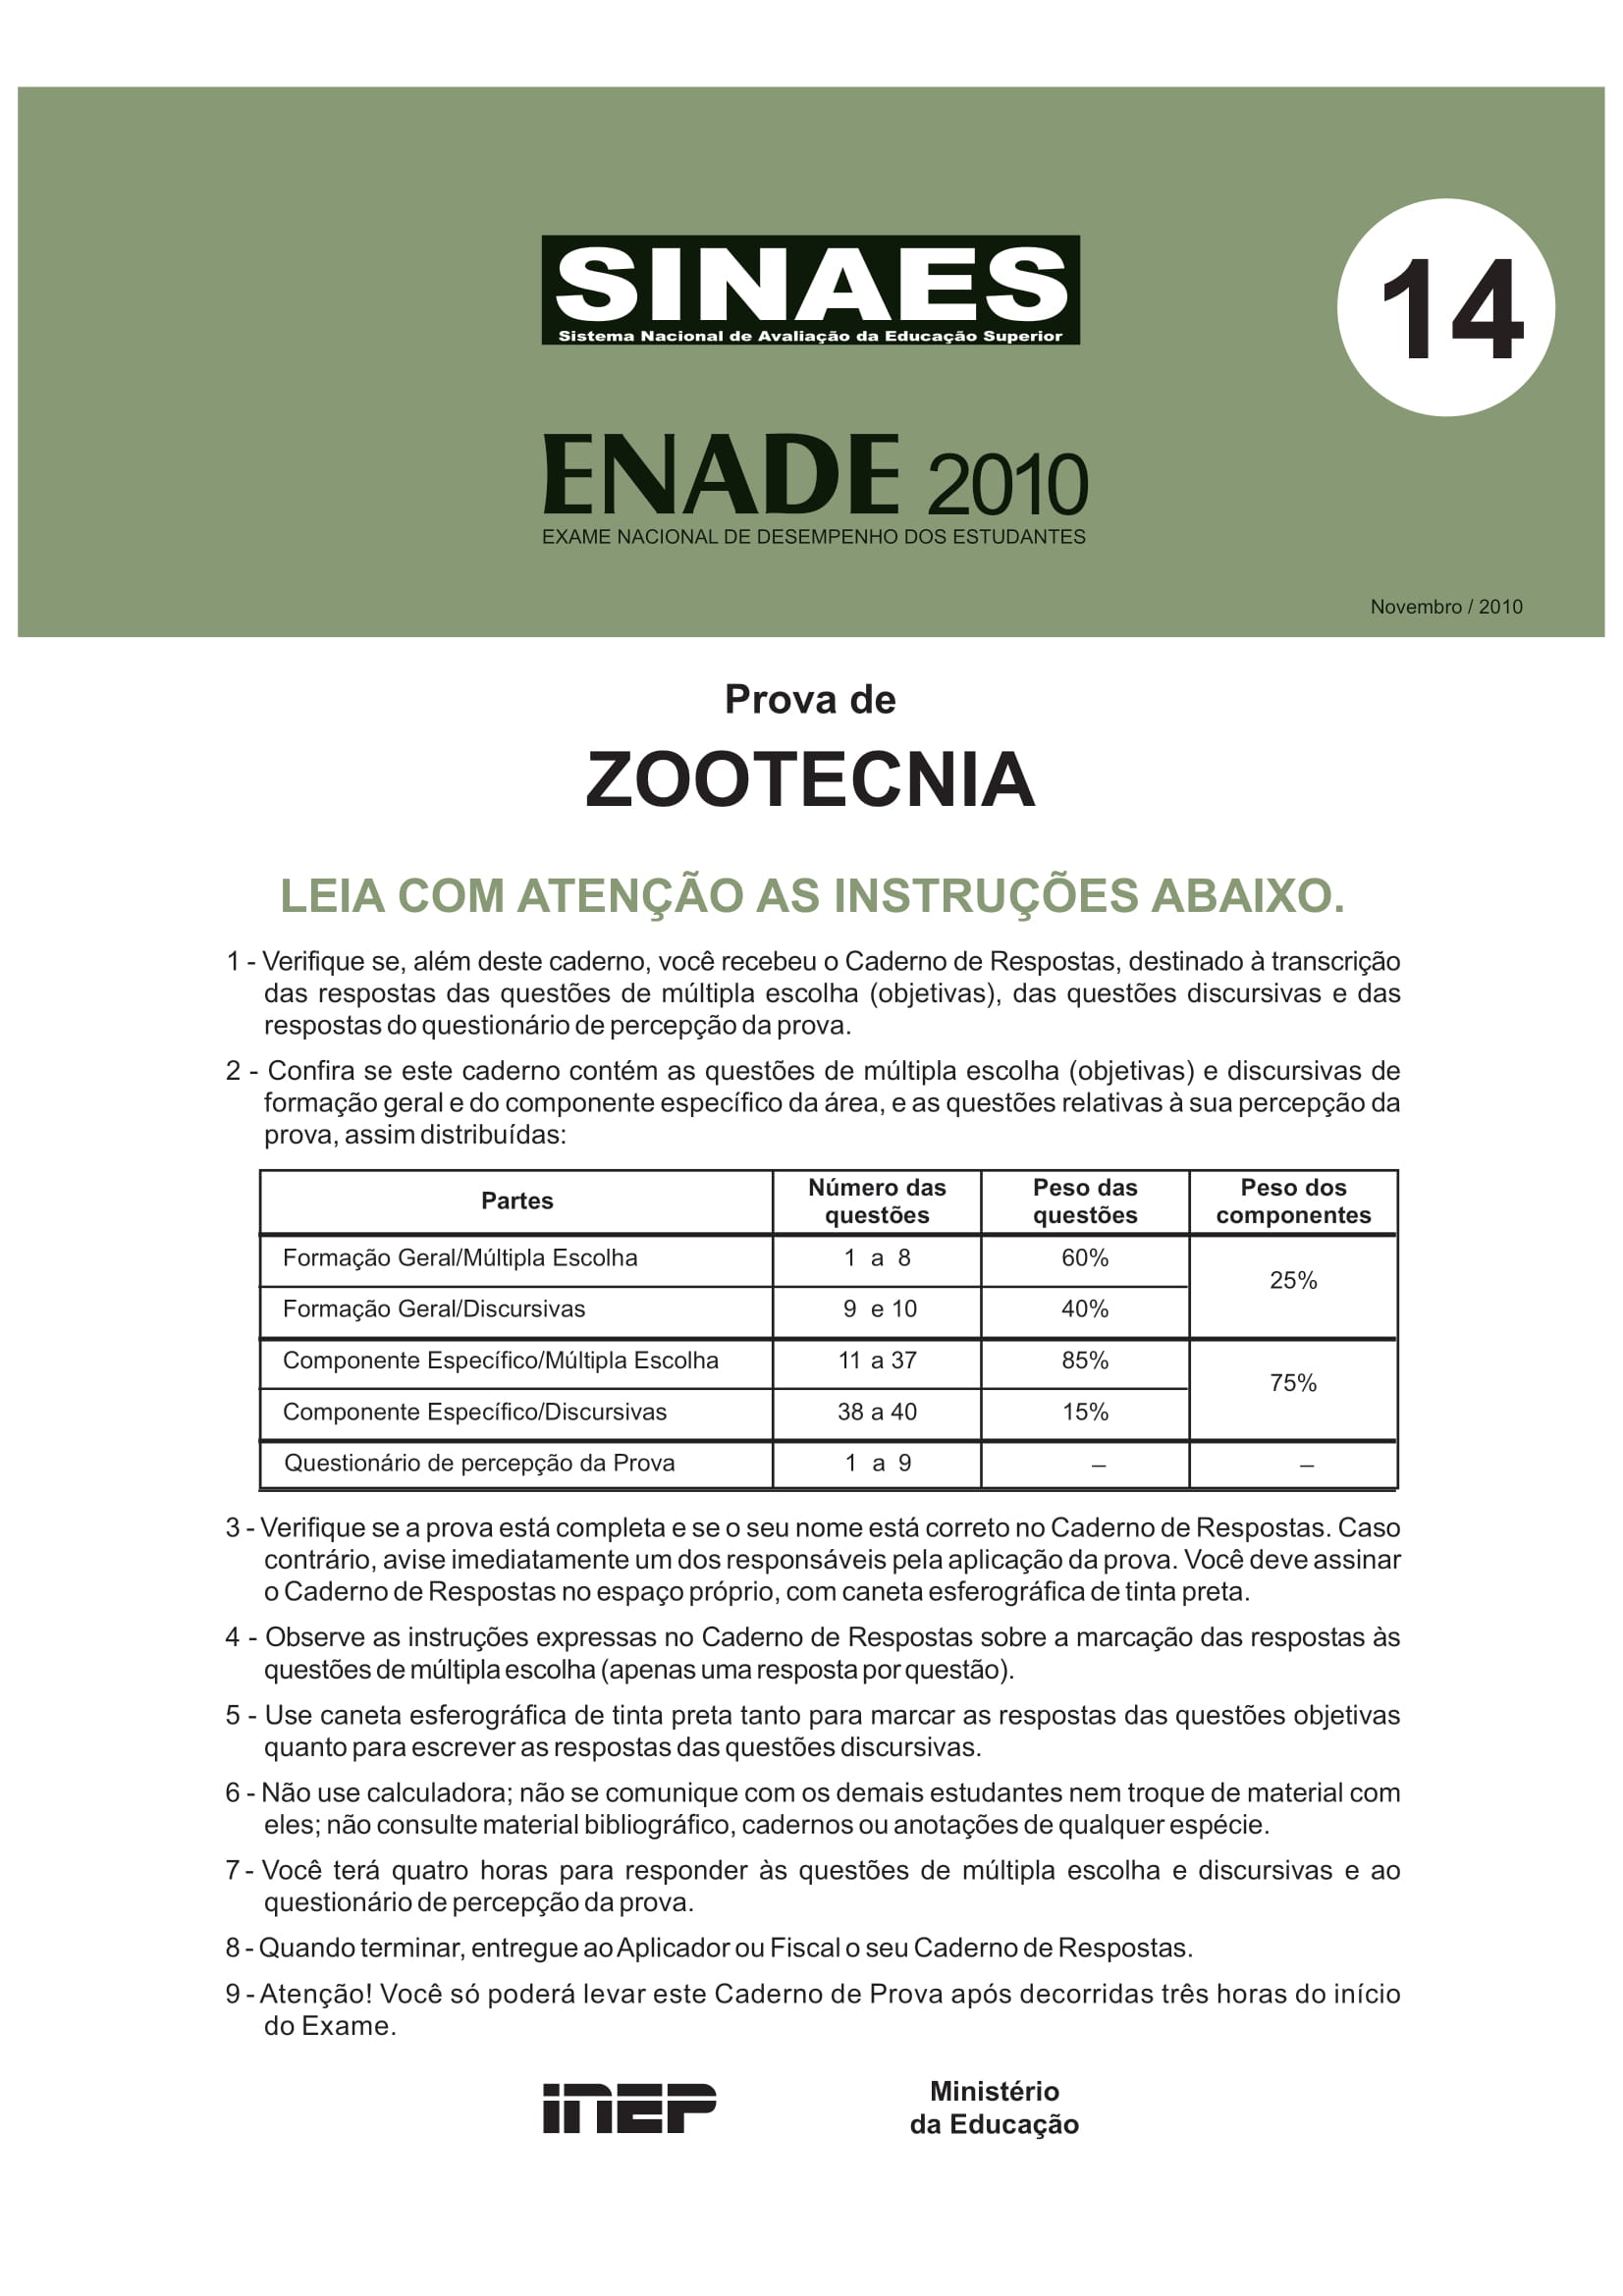 SINAES
Sistema Nacional de Avaliação da Educação Superior
14
ENADE 2010
EXAME NACIONAL DE DESEMPENHO DOS ESTUDANTES
Novembro / 2010
Prova de
ZOOTECNIA
LEIA COM ATENÇÃO AS INSTRUÇÕES ABAIXO.
1 - Verifique se, além deste caderno, você recebeu o Caderno de Respostas, destinado à transcrição
das respostas das questões de múltipla escolha (objetivas), das questões discursivas e das
respostas do questionário de percepção da prova.
2 - Confira se este caderno contém as questões de múltipla escolha (objetivas) e discursivas de
formação geral e do componente específico da área, e as questões relativas à sua percepção da
prova, assim distribuídas:
Partes Número das questões Peso das questões Peso dos componentes
Formação Geral/Múltipla Escolha 1 a 8 60% 25%
Formação Geral/Discursivas 9 e 10 40%
Componente Específico/Múltipla Escolha 11 a 37 85% 75%
Componente Específico/Discursivas 38 a 40 15%
Questionário de percepção da Prova 1 a 9 – –
3 - Verifique se a prova está completa e se o seu nome está correto no Caderno de Respostas. Caso
contrário, avise imediatamente um dos responsáveis pela aplicação da prova. Você deve assinar
o Caderno de Respostas no espaço próprio, com caneta esferográfica de tinta preta.
4 - Observe as instruções expressas no Caderno de Respostas sobre a marcação das respostas às
questões de múltipla escolha (apenas uma resposta por questão).
5 - Use caneta esferográfica de tinta preta tanto para marcar as respostas das questões objetivas
quanto para escrever as respostas das questões discursivas.
6 - Não use calculadora; não se comunique com os demais estudantes nem troque de material com
eles; não consulte material bibliográfico, cadernos ou anotações de qualquer espécie.
7 - Você terá quatro horas para responder às questões de múltipla escolha e discursivas e ao
questionário de percepção da prova.
8 - Quando terminar, entregue ao Aplicador ou Fiscal o seu Caderno de Respostas.
9 - Atenção! Você só poderá levar este Caderno de Prova após decorridas três horas do início
do Exame.
INEP
Ministério
da Educação